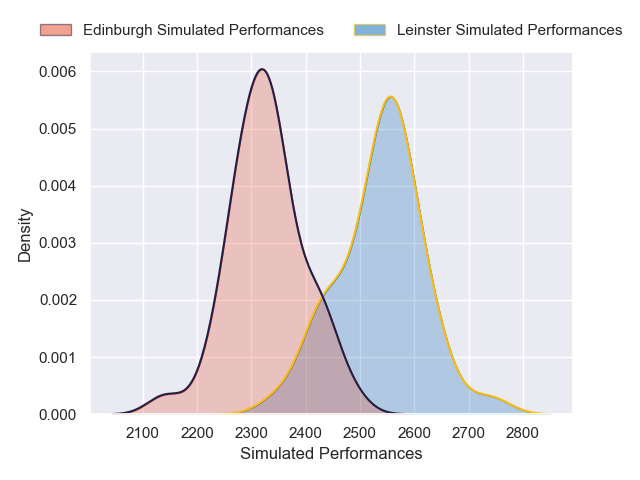 Edinburgh Simulated Performances Leinster Simulated Performances
0.006
0.005
0.004
0.003
0.002
0.001
0.000
Density
2100 2200 2300 2400 2500 2600 2700 2800
Simulated Performances